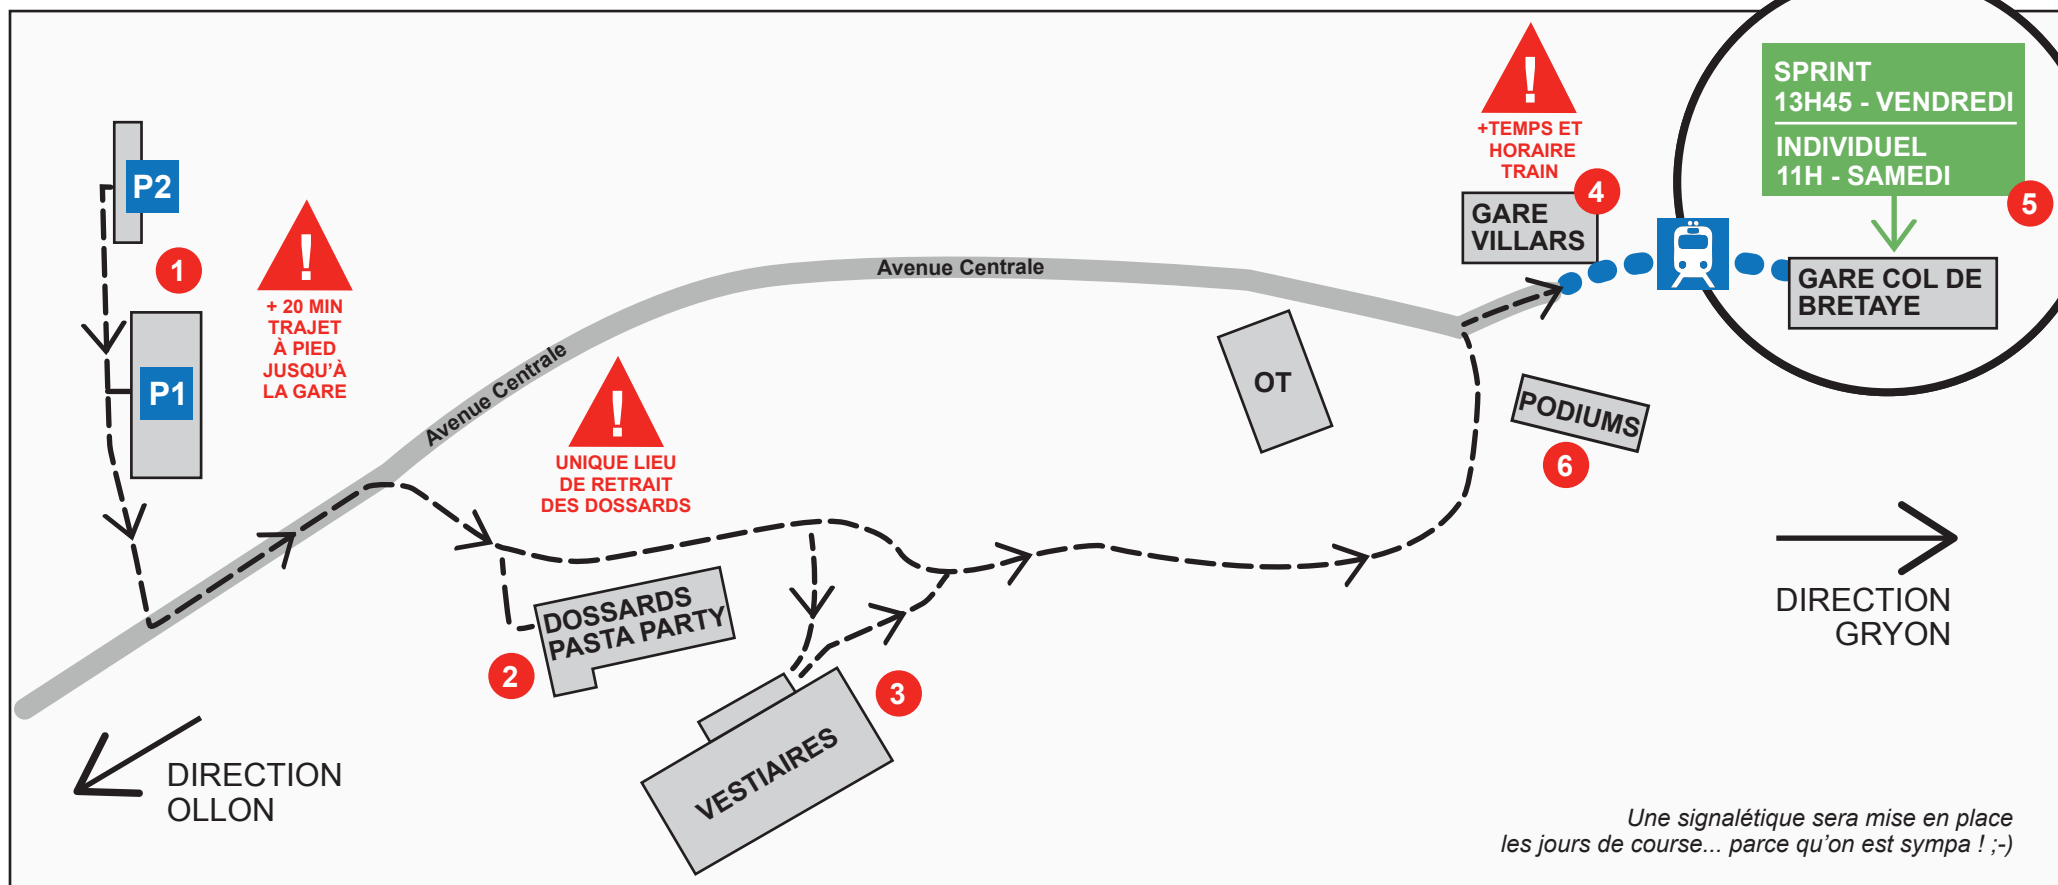 P2
1
P1
+ 20 MIN
TRAJET
À PIED
JUSQU'À
LA GARE
!
Avenue Centrale
!
UNIQUE LIEU
DE RETRAIT
DES DOSSARDS
DOSSARDS
PASTA PARTY
2
VESTIAIRES
3
Avenue Centrale
OT
!
+TEMPS ET
HORAIRE
TRAIN
4
GARE
VILLARS
SPRINT
13H45 - VENDREDI
INDIVIDUEL
11H - SAMEDI
5
GARE COL DE
BRETAYE
PODIUMS
6
DIRECTION
GRYON
DIRECTION
OLLON
Une signalétique sera mise en place
les jours de course... parce qu'on est sympa ! ;-)